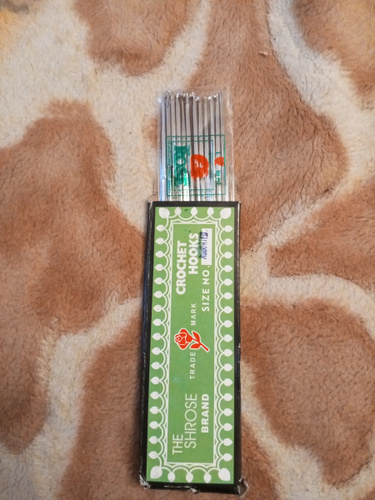 CROCHET
HOOKS
SIZE NO
TRADE MARK
THE
SHROSE
BRAND